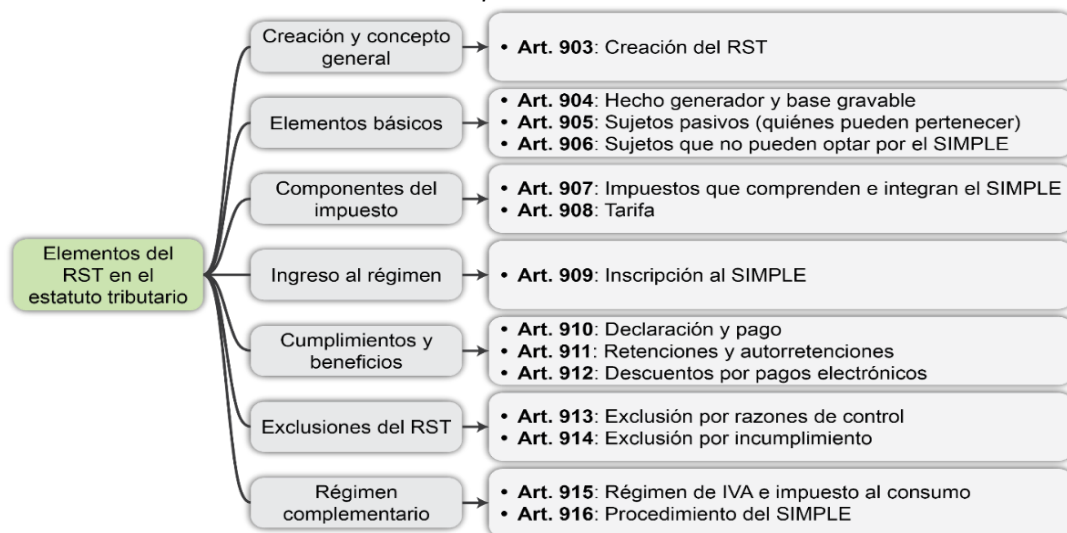 Elementos del
RST en el
estatuto tributario
Creación y concepto
general
• Art. 903: Creación del RST
Elementos básicos
• Art. 904: Hecho generador y base gravable
• Art. 905: Sujetos pasivos (quiénes pueden pertenecer)
• Art. 906: Sujetos que no pueden optar por el SIMPLE
Componentes del
impuesto
• Art. 907: Impuestos que comprenden e integran el SIMPLE
• Art. 908: Tarifa
Ingreso al régimen
• Art. 909: Inscripción al SIMPLE
Cumplimientos y
beneficios
• Art. 910: Declaración y pago
• Art. 911: Retenciones y autorretenciones
• Art. 912: Descuentos por pagos electrónicos
Exclusiones del RST
• Art. 913: Exclusión por razones de control
• Art. 914: Exclusión por incumplimiento
Régimen
complementario
• Art. 915: Régimen de IVA e impuesto al consumo
• Art. 916: Procedimiento del SIMPLE